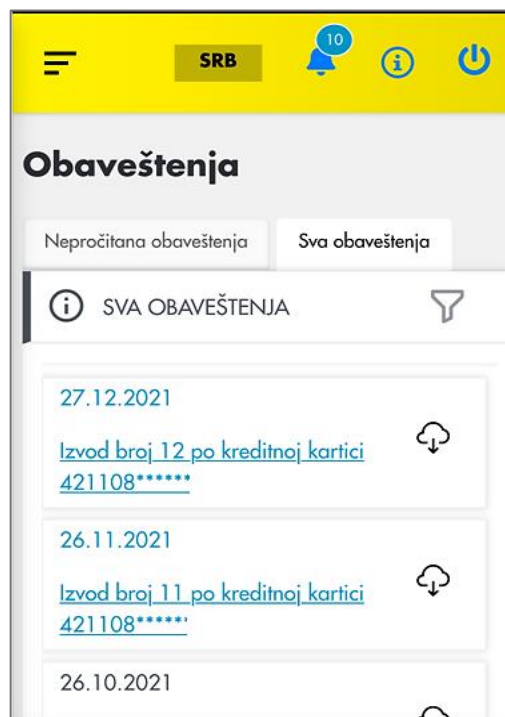 SRB
10
Obaveštenja
Nepročitana obaveštenja
Sva obaveštenja
SVA OBAVEŠTENJA
27.12.2021
Izvod broj 12 po kreditnoj kartici
421108******
26.11.2021
Izvod broj 11 po kreditnoj kartici
421108*****'
26.10.2021